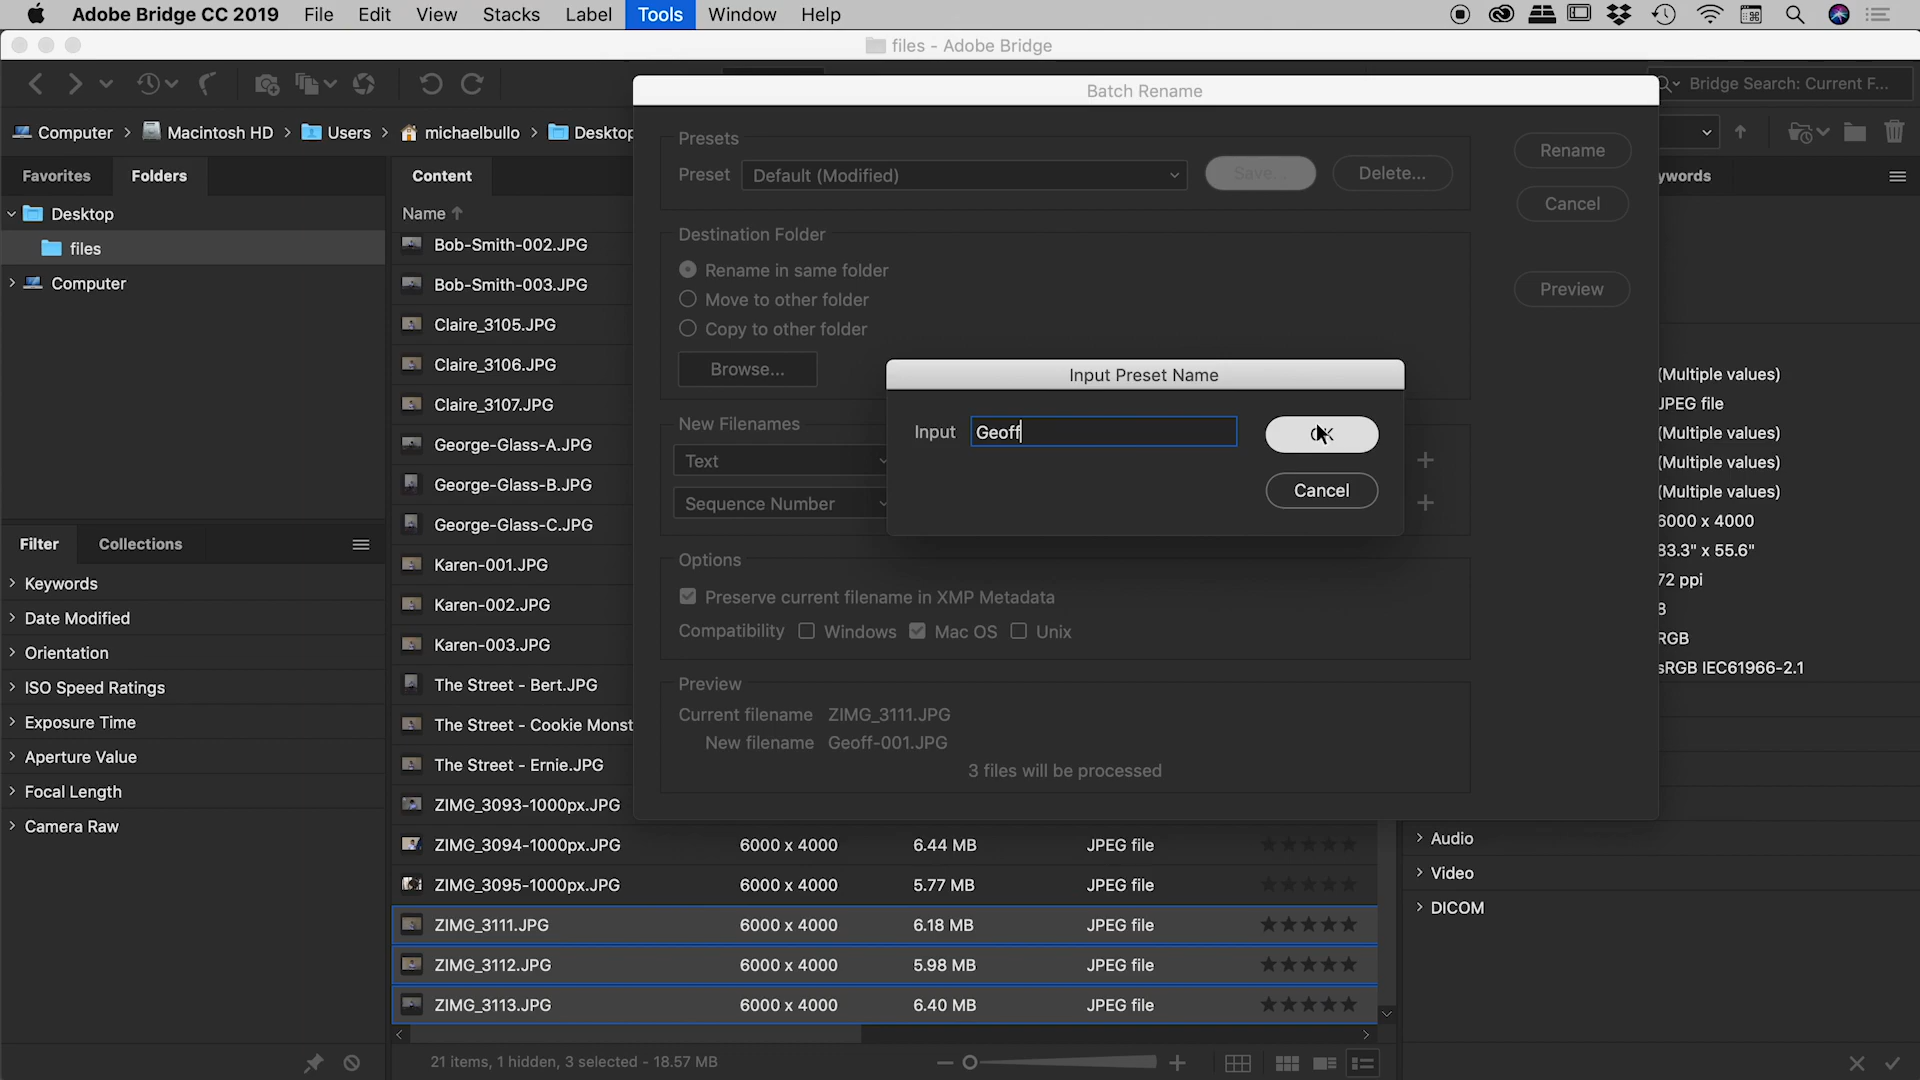 Adobe Bridge CC 2019 File Edit View Stacks Label Tools Window Help
files - Adobe Bridge
Bridge Search: Current F...
Computer Macintosh HD Users michaelbullo Desktop
Favorites Folders
Desktop
files
Computer
Filter Collections
Keywords
Date Modified
Orientation
ISO Speed Ratings
Exposure Time
Aperture Value
Focal Length
Camera Raw
Content
Name
Bob-Smith-002.JPG
Bob-Smith-003.JPG
Claire_3105.JPG
Claire_3106.JPG
Claire_3107.JPG
George-Glass-A.JPG
George-Glass-B.JPG
George-Glass-C.JPG
Karen-001.JPG
Karen-002.JPG
Karen-003.JPG
The Street - Bert.JPG
The Street - Cookie Monst
The Street - Ernie.JPG
ZIMG_3093-1000px.JPG
ZIMG_3094-1000px.JPG 6000 x 4000 6.44 MB JPEG file
ZIMG_3095-1000px.JPG 6000 x 4000 5.77 MB JPEG file
ZIMG_3111.JPG 6000 x 4000 6.18 MB JPEG file
ZIMG_3112.JPG 6000 x 4000 5.98 MB JPEG file
ZIMG_3113.JPG 6000 x 4000 6.40 MB JPEG file
21 items, 1 hidden, 3 selected - 18.57 MB
Batch Rename
Presets
Preset Default (Modified) Save... Delete...
Rename
Cancel
Preview
Destination Folder
Rename in same folder
Move to other folder
Copy to other folder
Browse...
New Filenames
Text
Sequence Number
Input Preset Name
Input Geoff OK
Cancel
Options
Preserve current filename in XMP Metadata
Compatibility Windows Mac OS Unix
Preview
Current filename ZIMG_3111.JPG
New filename Geoff-001.JPG
3 files will be processed
ywords
(Multiple values)
JPEG file
(Multiple values)
(Multiple values)
(Multiple values)
6000 x 4000
83.3" x 55.6"
72 ppi
8
RGB
sRGB IEC61966-2.1
Audio
Video
DICOM